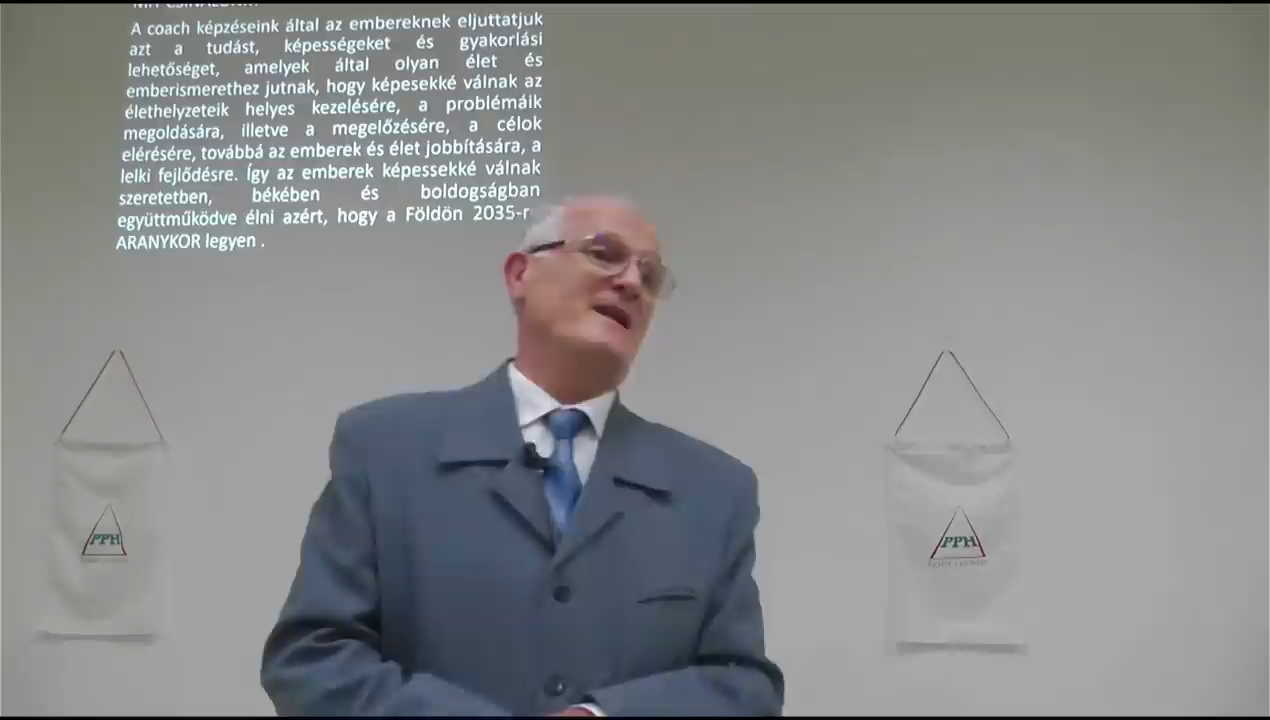 MIT CSINÁLUNK?
A coach képzéseink által az embereknek eljuttatjuk
azt a tudást, képességeket és gyakorlási
lehetőséget, amelyek által olyan élet és
emberismerethez jutnak, hogy képesekké válnak az
élethelyzeteik helyes kezelésére, a problémáik
megoldására, illetve a megelőzésére, a célok
elérésére, továbbá az emberek és élet jobbítására, a
lelki fejlődésre. Így az emberek képessekké válnak
szeretetben, békében és boldogságban
együttműködve élni azért, hogy a Földön 2035-r
ARANYKOR legyen .
PPH
PPH